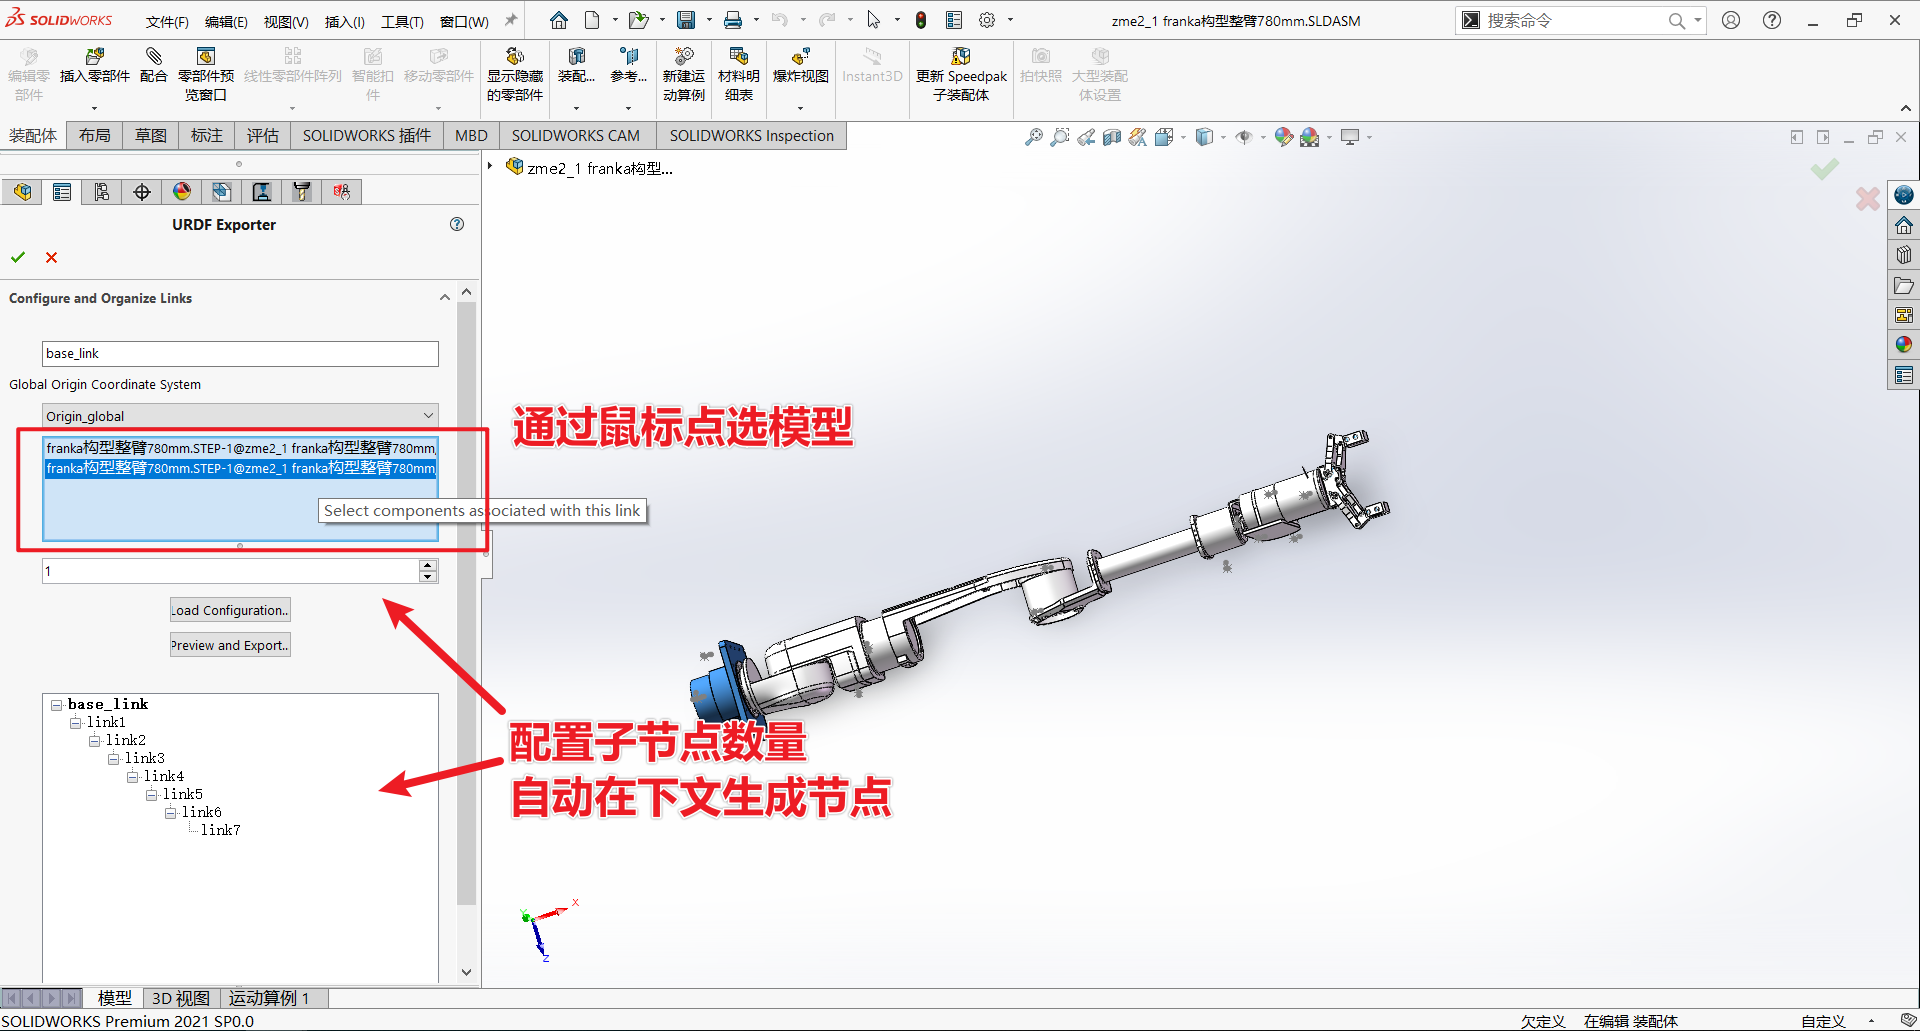 SOLIDWORKS
文件(F) 编辑(E) 视图(V) 插入(I) 工具(T) 窗口(W)
zme2_1 franka构型整臂780mm.SLDASM
搜索命令
编辑零部件
插入零部件
配合
零部件预览窗口
线性零部件阵列
智能扣件
移动零部件
显示隐藏的零部件
装配...
参考...
新建运动算例
材料明细表
爆炸视图
Instant3D
更新 Speedpak 子装配体
拍快照
大型装配体设置
装配体 布局 草图 标注 评估 SOLIDWORKS 插件 MBD SOLIDWORKS CAM SOLIDWORKS Inspection
zme2_1 franka构型...
URDF Exporter
Configure and Organize Links
base_link
Global Origin Coordinate System
Origin_global
franka构型整臂780mm.STEP-1@zme2_1 franka构型整臂780mm,
franka构型整臂780mm.STEP-1@zme2_1 franka构型整臂780mm,
Select components associated with this link
1
Load Configuration..
Preview and Export..
通过鼠标点选模型
配置子节点数量
自动在下文生成节点
base_link
link1
link2
link3
link4
link5
link6
link7
Y
X
Z
模型 3D 视图 运动算例 1
SOLIDWORKS Premium 2021 SP0.0
欠定义 在编辑 装配体 自定义